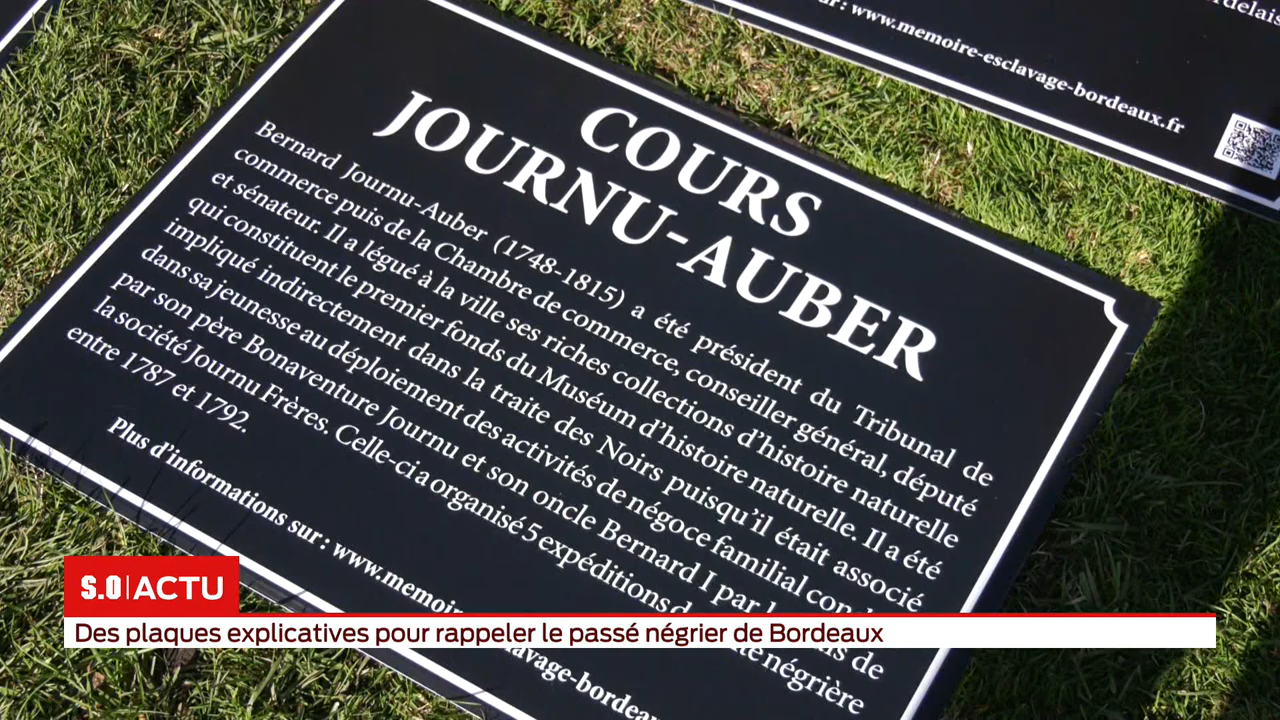 www.memoire-esclavage-bordeaux.fr
COURS
JOURNU-AUBER
Bernard Journu-Auber (1748-1815) a été président du Tribunal de
commerce puis de la Chambre de commerce, conseiller général, député
et sénateur. Il a légué à la ville ses riches collections d'histoire naturelle
qui constituent le premier fonds du Muséum d'histoire naturelle. Il a été
impliqué indirectement dans la traite des Noirs puisqu'il était associé
dans sa jeunesse au déploiement des activités de négoce familial
par son père Bonaventure Journu et son oncle Bernard I par de
la société Journu Frères. Celle-ci a organisé 5 expéditions négrière
entre 1787 et 1792.
Plus d'informations sur :
S.O ACTU
Des plaques explicatives pour rappeler le passé négrier de Bordeaux